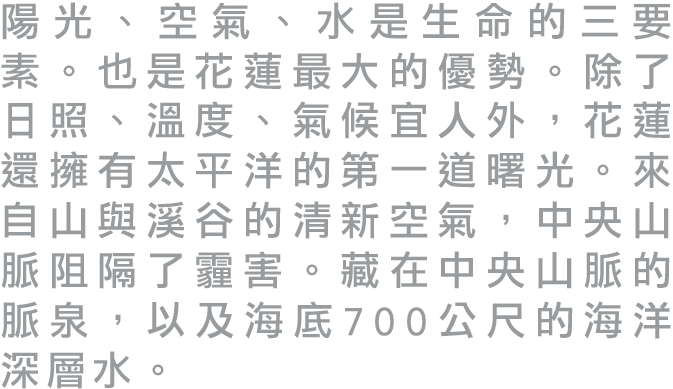 陽光、空氣、水是生命的三要
素。也是花蓮最大的優勢。除了
日照、溫度、氣候宜人外，花蓮
還擁有太平洋的第一道曙光。來
自山與溪谷的清新空氣，中央山
脈阻隔了霾害。藏在中央山脈的
脈泉，以及海底700公尺的海洋
深層水。